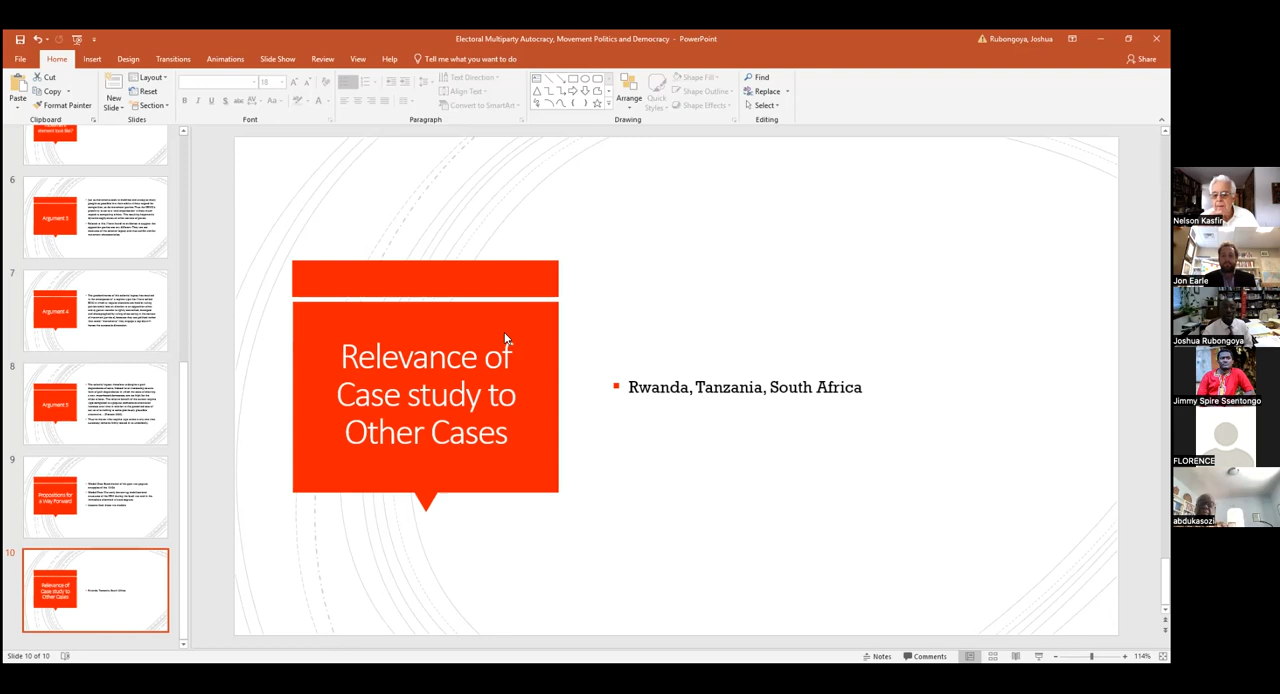 Electoral Multiparty Autocracy, Movement Politics and Democracy - PowerPoint
Rubongoya, Joshua
File Home Insert Design Transitions Animations Slide Show Review View Help Tell me what you want to do
Share
Paste
Cut
Copy
Format Painter
Clipboard
New
Slide
Layout
Reset
Section
Slides
18
Font
Text Direction
Align Text
Convert to SmartArt
Paragraph
Arrange
Quick
Styles
Shape Fill
Shape Outline
Shape Effects
Drawing
Find
Replace
Select
Editing
6
Argument 3
7
Argument 4
8
Argument 5
9
Propositions for
a Way Forward
10
Relevance of
Case study to
Other Cases
Rwanda, Tanzania, South Africa
Relevance of
Case study to
Other Cases
Rwanda, Tanzania, South Africa
Nelson Kasfir
Jon Earle
Joshua Rubongoya
Jimmy Spire Ssentongo
FLORENCE
abdukasozi
Slide 10 of 10
Notes
Comments
114%